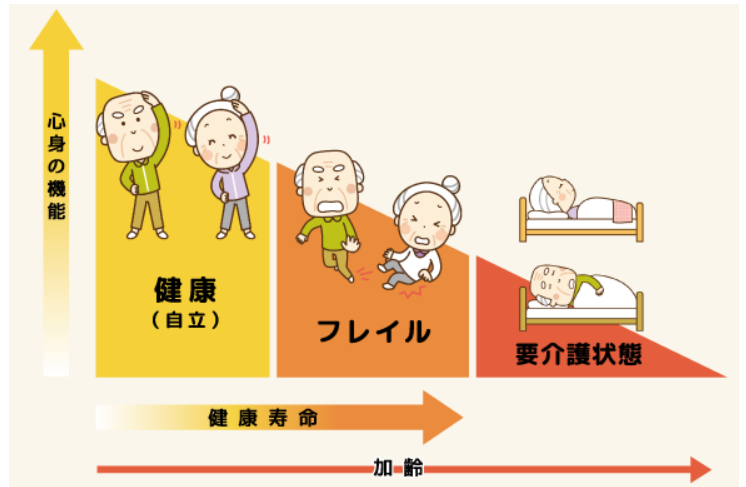 心身の機能
健康
（自立）
フレイル
要介護状態
健康寿命
加齢